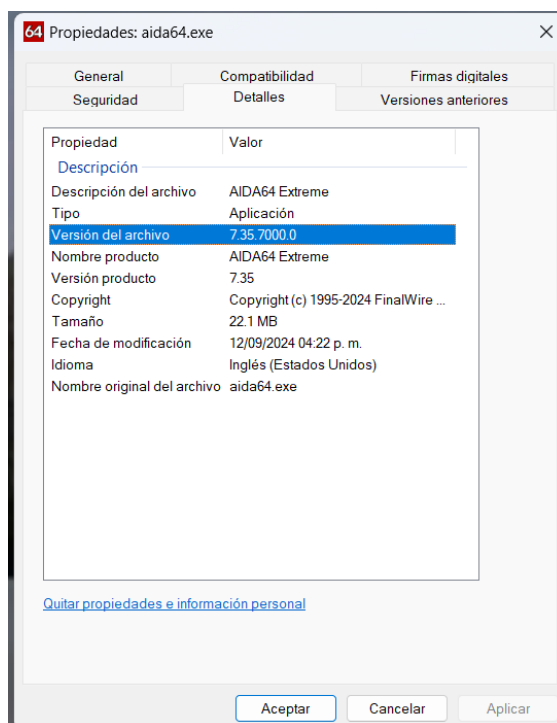 64 Propiedades: aida64.exe
General Compatibilidad Firmas digitales
Seguridad Detalles Versiones anteriores
Propiedad Valor
Descripción
Descripción del archivo AIDA64 Extreme
Tipo Aplicación
Versión del archivo 7.35.7000.0
Nombre producto AIDA64 Extreme
Versión producto 7.35
Copyright Copyright (c) 1995-2024 FinalWire ...
Tamaño 22.1 MB
Fecha de modificación 12/09/2024 04:22 p. m.
Idioma Inglés (Estados Unidos)
Nombre original del archivo aida64.exe
Quitar propiedades e información personal
Aceptar Cancelar Aplicar